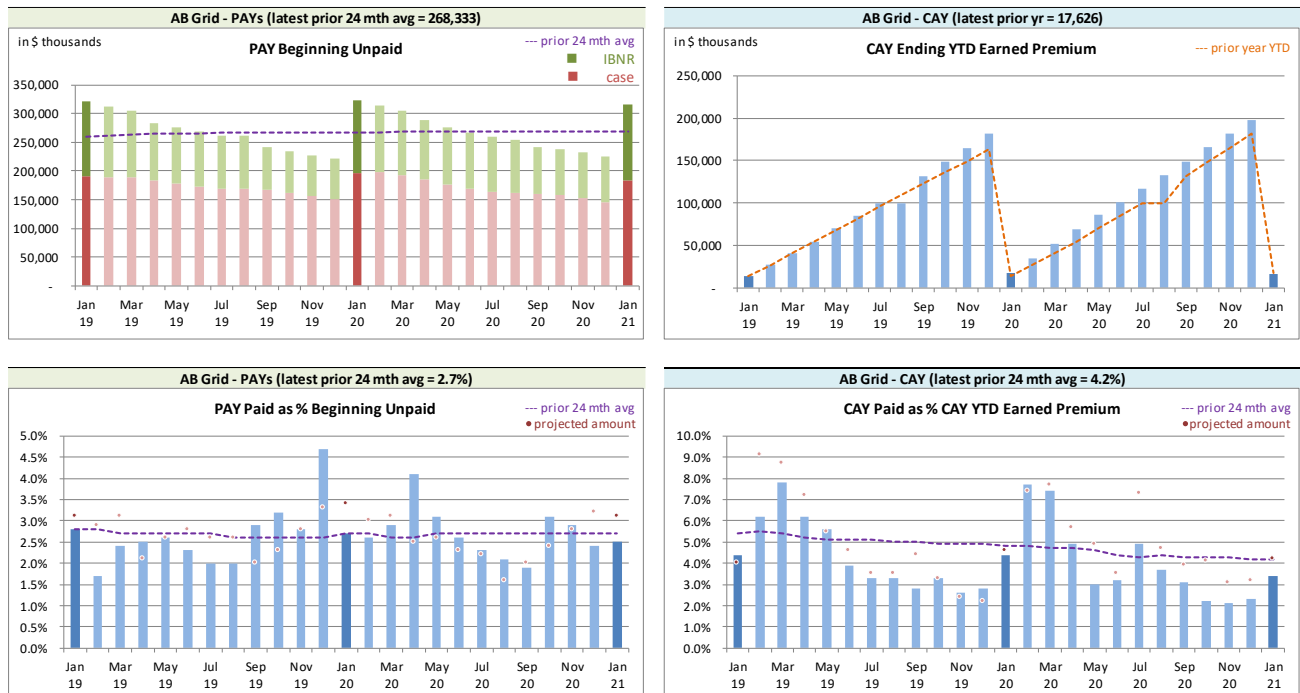 AB Grid - PAYs (latest prior 24 mth avg = 268,333)
in $ thousands
PAY Beginning Unpaid
--- prior 24 mth avg
IBNR
case
350,000
300,000
250,000
200,000
150,000
100,000
50,000
-
Jan Mar May Jul Sep Nov Jan Mar May Jul Sep Nov Jan
19 19 19 19 19 19 20 20 20 20 20 20 21
AB Grid - CAY (latest prior yr = 17,626)
in $ thousands
CAY Ending YTD Earned Premium
--- prior year YTD
250,000
200,000
150,000
100,000
50,000
-
Jan Mar May Jul Sep Nov Jan Mar May Jul Sep Nov Jan
19 19 19 19 19 19 20 20 20 20 20 20 21
AB Grid - PAYs (latest prior 24 mth avg = 2.7%)
PAY Paid as % Beginning Unpaid
--- prior 24 mth avg
• projected amount
5.0%
4.5%
4.0%
3.5%
3.0%
2.5%
2.0%
1.5%
1.0%
0.5%
0.0%
Jan Mar May Jul Sep Nov Jan Mar May Jul Sep Nov Jan
19 19 19 19 19 19 20 20 20 20 20 20 21
AB Grid - CAY (latest prior 24 mth avg = 4.2%)
CAY Paid as % CAY YTD Earned Premium
--- prior 24 mth avg
•projected amount
10.0%
9.0%
8.0%
7.0%
6.0%
5.0%
4.0%
3.0%
2.0%
1.0%
0.0%
Jan Mar May Jul Sep Nov Jan Mar May Jul Sep Nov Jan
19 19 19 19 19 19 20 20 20 20 20 20 21